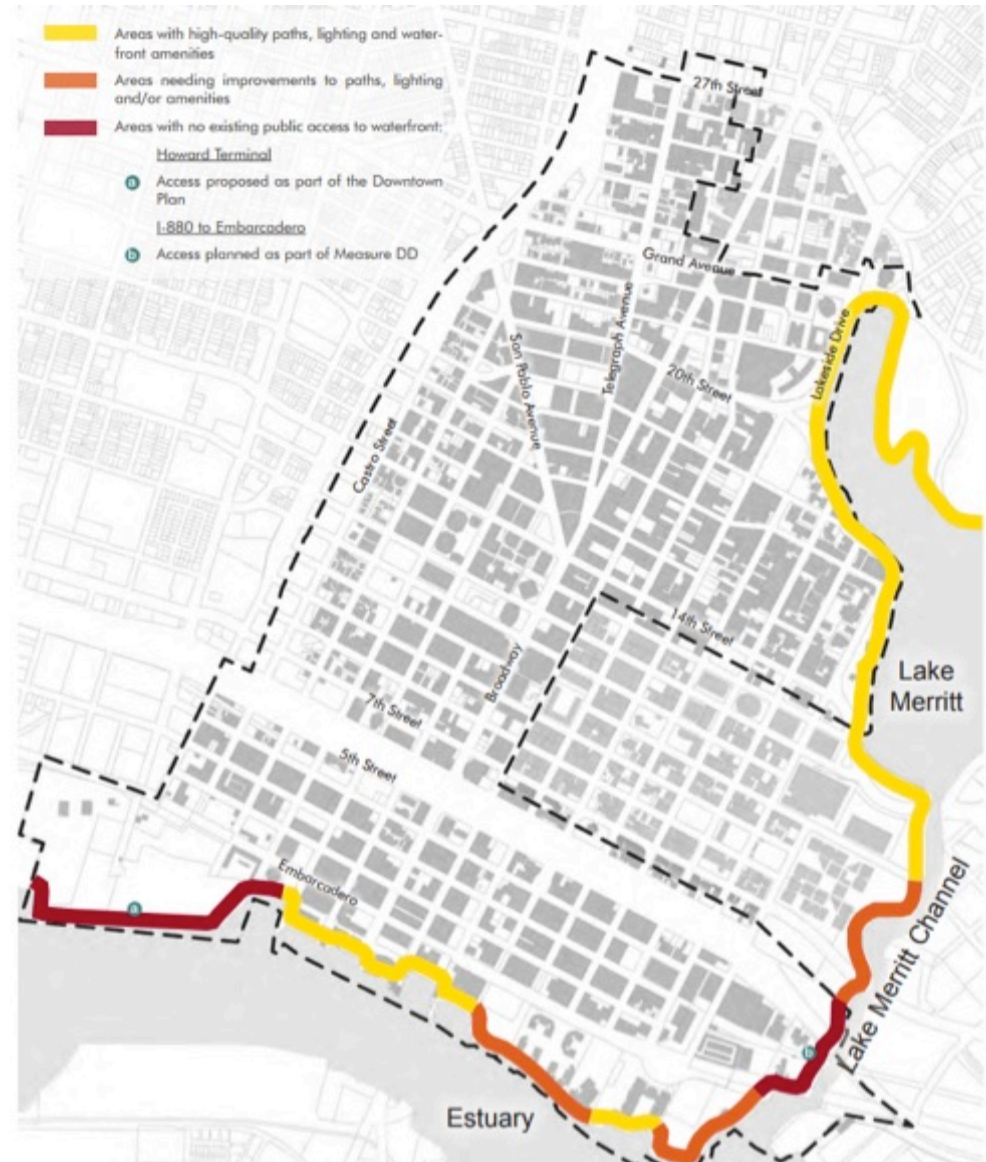 Areas with high-quality paths, lighting and water-
front amenities
Areas needing improvements to paths, lighting
and/or amenities
Areas with no existing public access to waterfront:
Howard Terminal
a Access proposed as part of the Downtown
Plan
I-880 to Embarcadero
b Access planned as part of Measure DD
27th Street
Grand Avenue
Lakeside Drive
Telegraph Avenue
San Pablo Avenue
20th Street
Castro Street
14th Street
Lake
Merritt
Broadway
7th Street
5th Street
Embarcadero
Lake Merritt Channel
a
b
Estuary